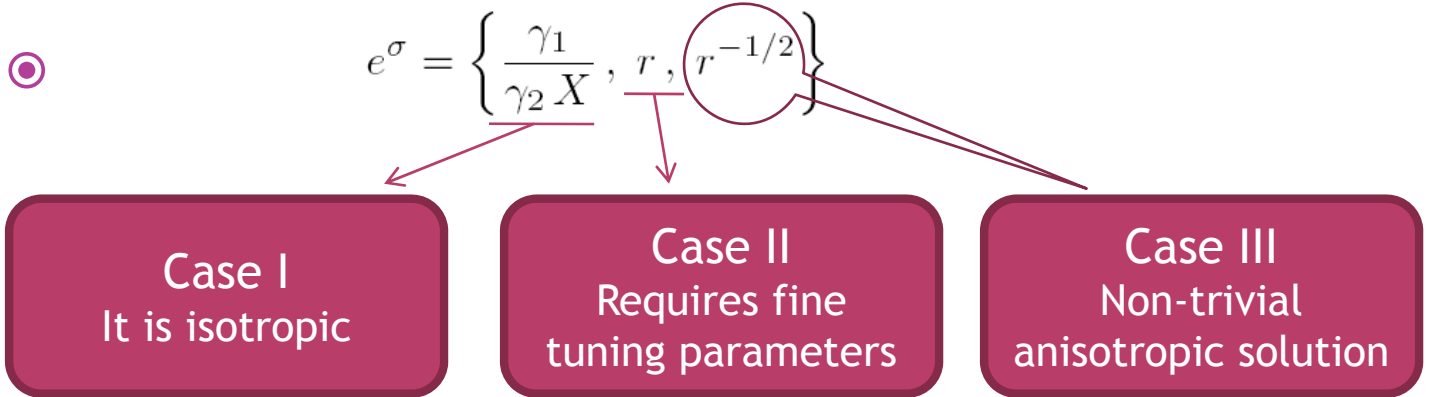 e^σ = { γ₁ / (γ₂ X) , r , r^{-1/2} }
Case I
It is isotropic
Case II
Requires fine
tuning parameters
Case III
Non-trivial
anisotropic solution